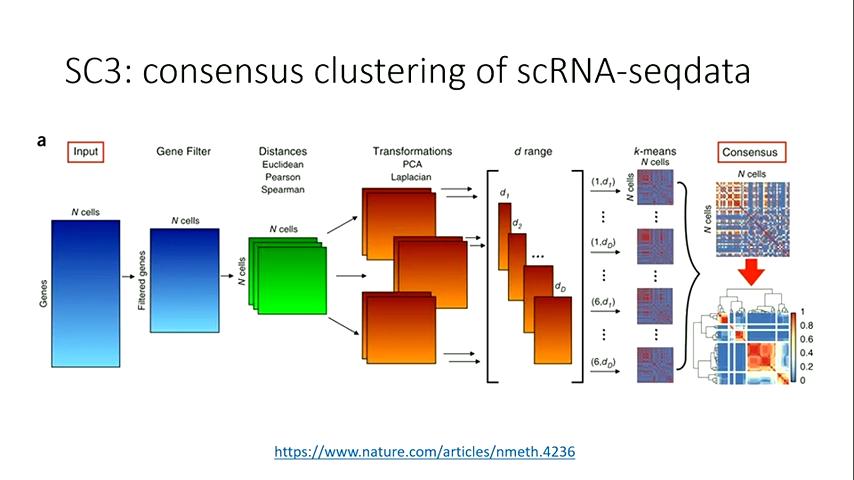 SC3: consensus clustering of scRNA-seqdata
a
Input
Gene Filter
Distances
Euclidean
Pearson
Spearman
Transformations
PCA
Laplacian
d range
k-means
Consensus
N cells
Genes
N cells
Filtered genes
N cells
N cells
d1
d2
...
dD
(1,d1)
(1,dD)
(6,d1)
(6,dD)
N cells
N cells
N cells
N cells
1
0.8
0.6
0.4
0.2
0
https://www.nature.com/articles/nmeth.4236